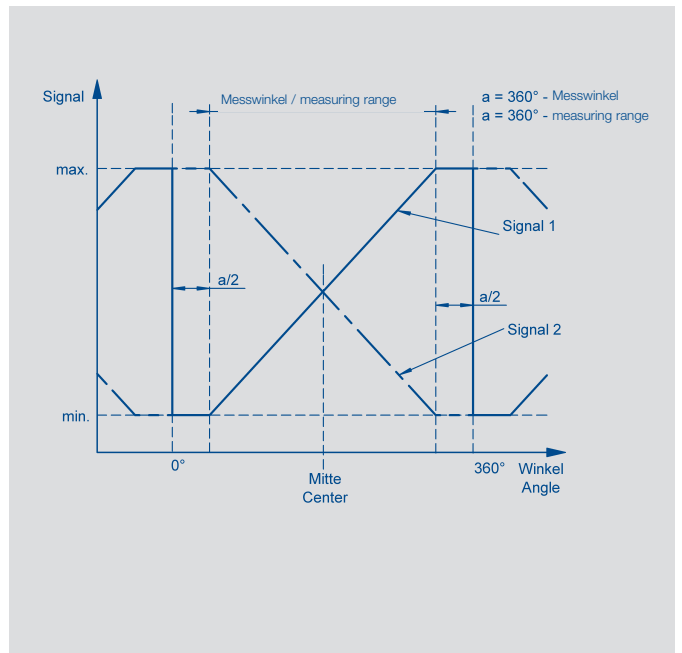 Signal
Messwinkel / measuring range
a = 360° - Messwinkel
a = 360° - measuring range
max.
Signal 1
a/2
a/2
Signal 2
min.
0°
Mitte
Center
360°
Winkel
Angle